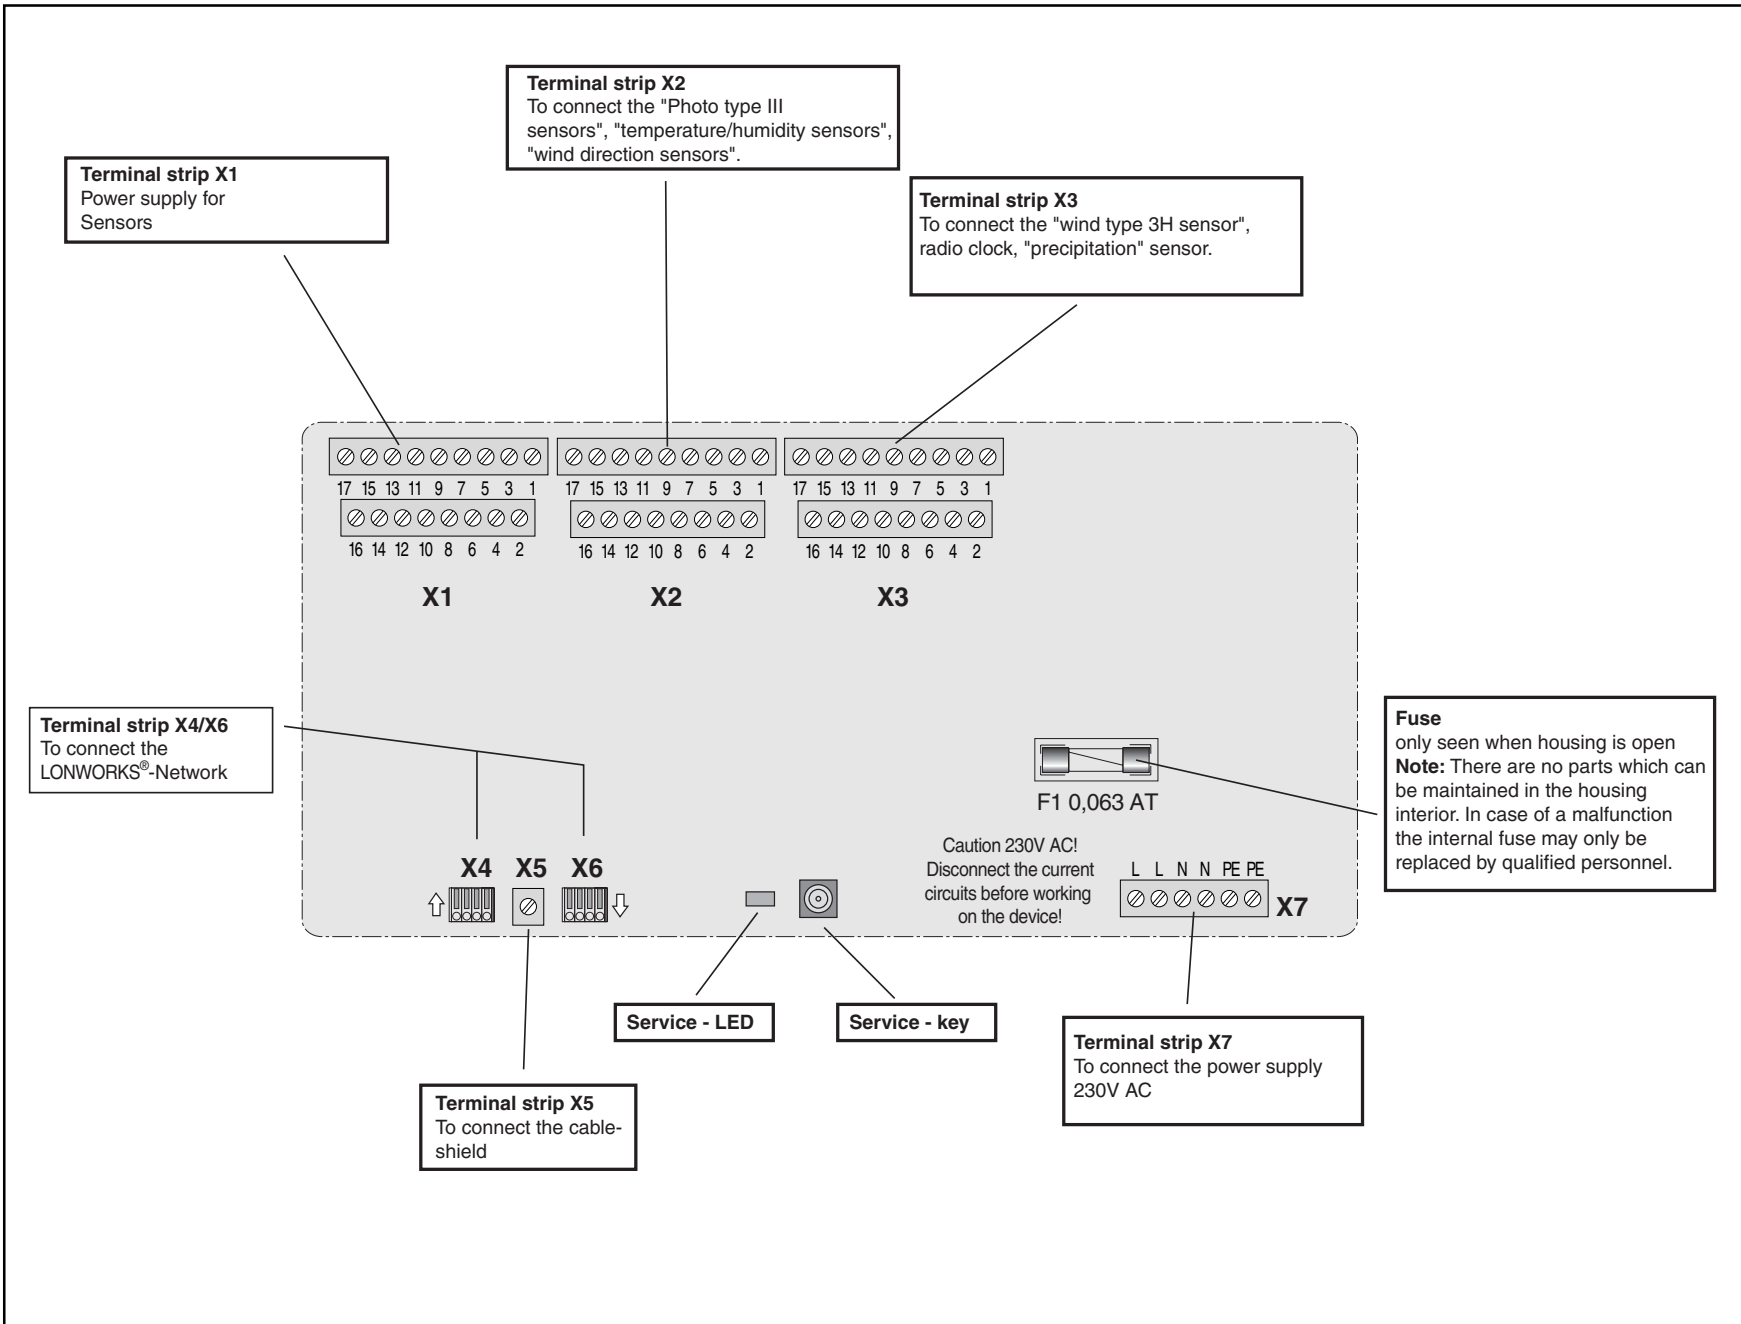 Terminal strip X2
To connect the "Photo type III
sensors", "temperature/humidity sensors",
"wind direction sensors".
Terminal strip X1
Power supply for
Sensors
Terminal strip X3
To connect the "wind type 3H sensor",
radio clock, "precipitation" sensor.
17 15 13 11 9 7 5 3 1
16 14 12 10 8 6 4 2
X1
17 15 13 11 9 7 5 3 1
16 14 12 10 8 6 4 2
X2
17 15 13 11 9 7 5 3 1
16 14 12 10 8 6 4 2
X3
Terminal strip X4/X6
To connect the
LONWORKS®-Network
Fuse
only seen when housing is open
Note: There are no parts which can
be maintained in the housing
interior. In case of a malfunction
the internal fuse may only be
replaced by qualified personnel.
F1 0,063 AT
X4 X5 X6
Caution 230V AC!
Disconnect the current
circuits before working
on the device!
L L N N PE PE
X7
Service - LED
Service - key
Terminal strip X7
To connect the power supply
230V AC
Terminal strip X5
To connect the cable-
shield